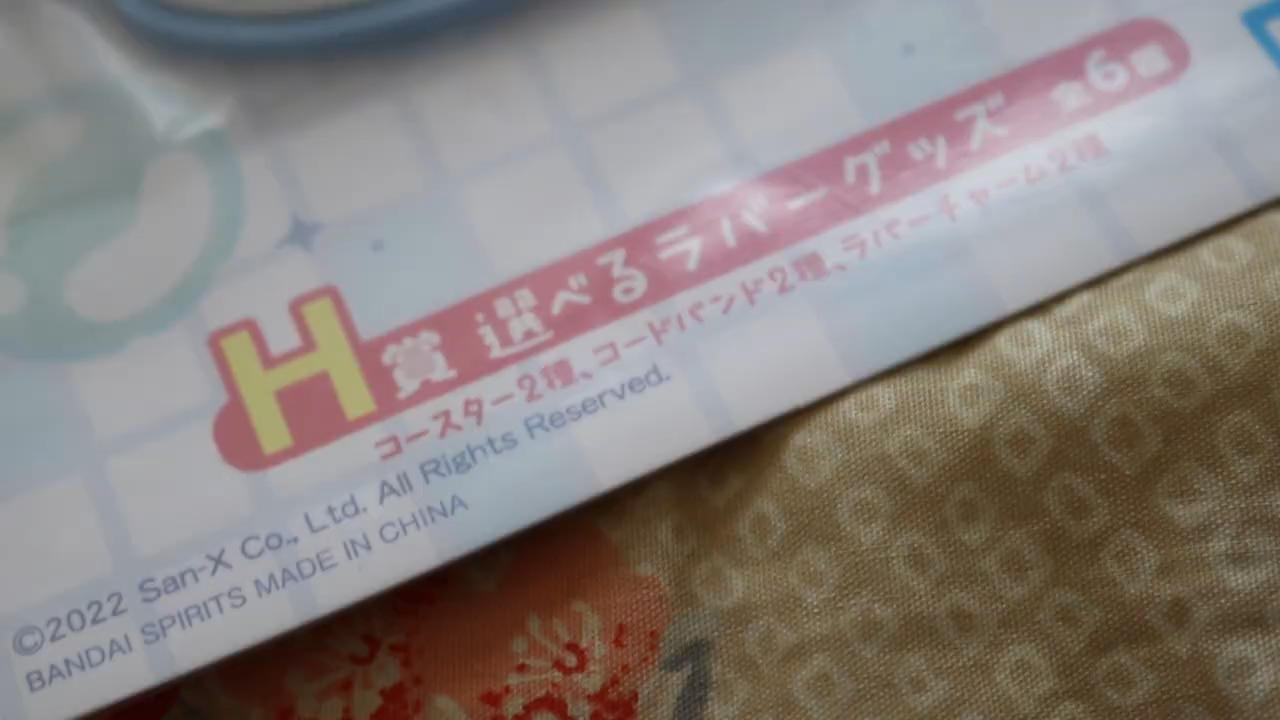 H賞 選べるラバーグッズ 全6種
コースター2種、コードバンド2種、ラバーチャーム2種
©2022 San-X Co., Ltd. All Rights Reserved.
BANDAI SPIRITS MADE IN CHINA